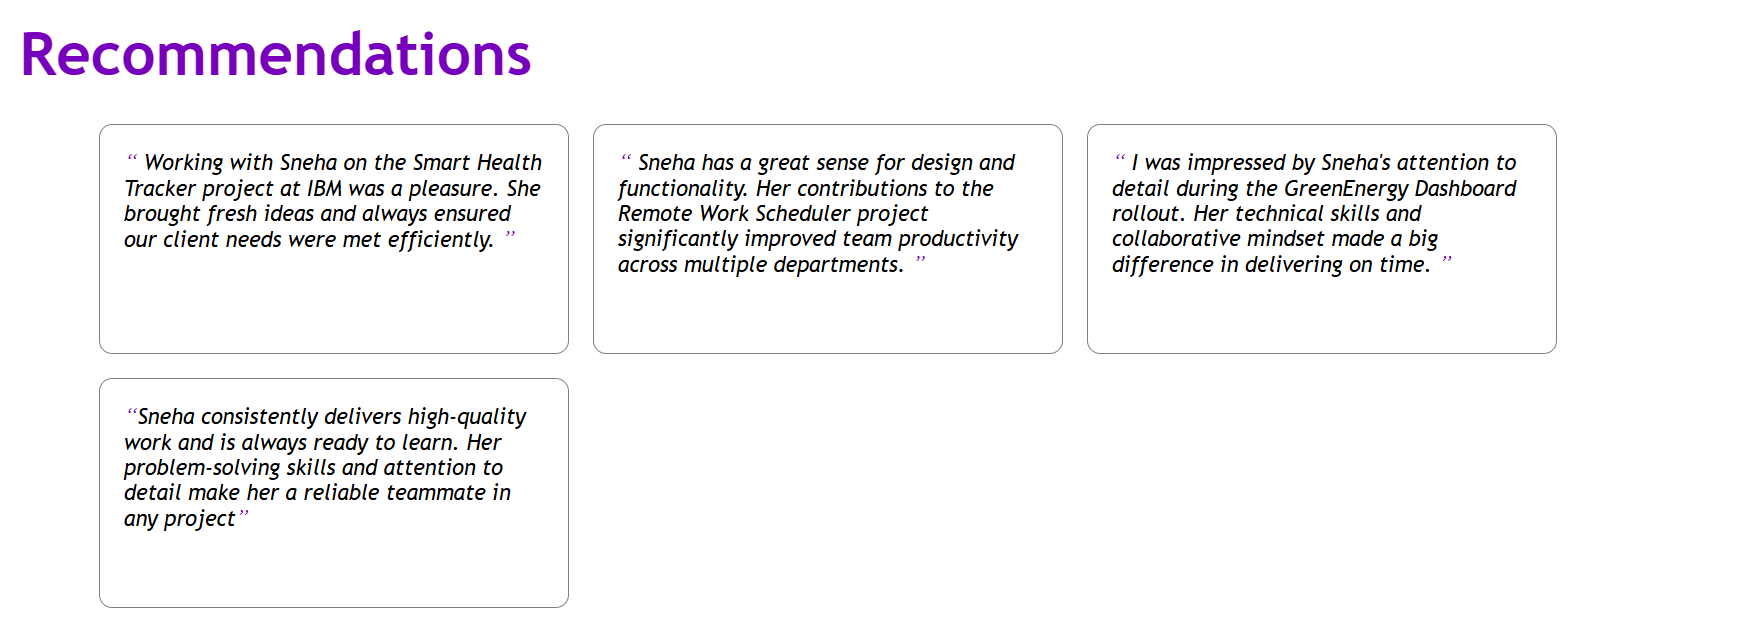 Recommendations
“ Working with Sneha on the Smart Health
Tracker project at IBM was a pleasure. She
brought fresh ideas and always ensured
our client needs were met efficiently. ”
“ Sneha has a great sense for design and
functionality. Her contributions to the
Remote Work Scheduler project
significantly improved team productivity
across multiple departments. ”
“ I was impressed by Sneha's attention to
detail during the GreenEnergy Dashboard
rollout. Her technical skills and
collaborative mindset made a big
difference in delivering on time. ”
“Sneha consistently delivers high-quality
work and is always ready to learn. Her
problem-solving skills and attention to
detail make her a reliable teammate in
any project”